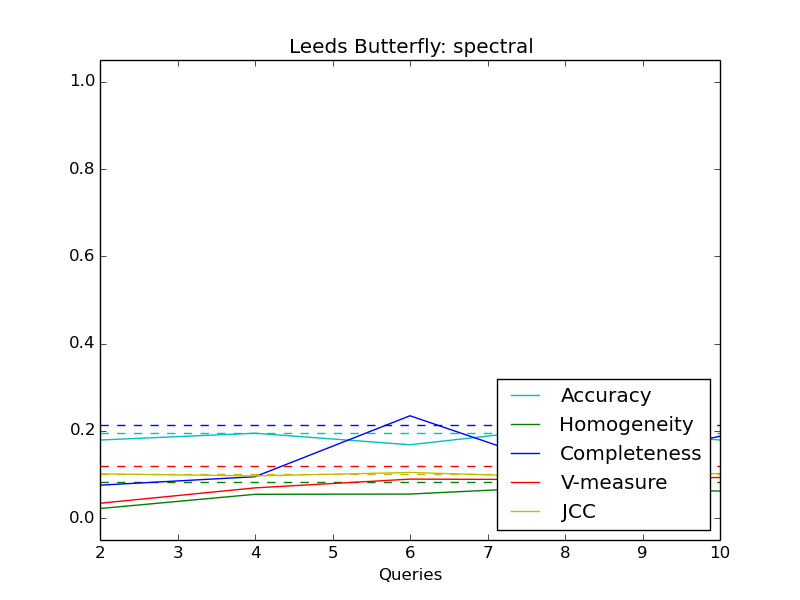 Leeds Butterfly: spectral
1.0
0.8
0.6
0.4
0.2
0.0
Accuracy
Homogeneity
Completeness
V-measure
JCC
2 3 4 5 6 7 8 9 10
Queries